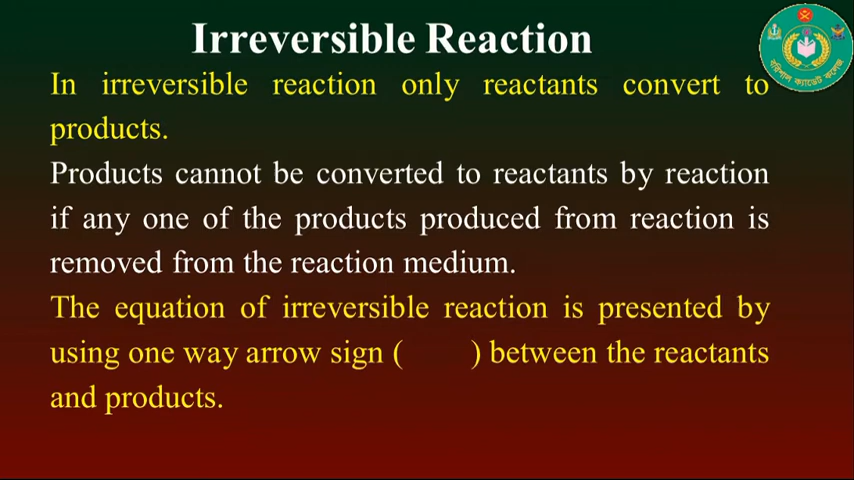 Irreversible Reaction
In irreversible reaction only reactants convert to
products.
Products cannot be converted to reactants by reaction
if any one of the products produced from reaction is
removed from the reaction medium.
The equation of irreversible reaction is presented by
using one way arrow sign ( ) between the reactants
and products.
বরিশাল ক্যাডেট কলেজ